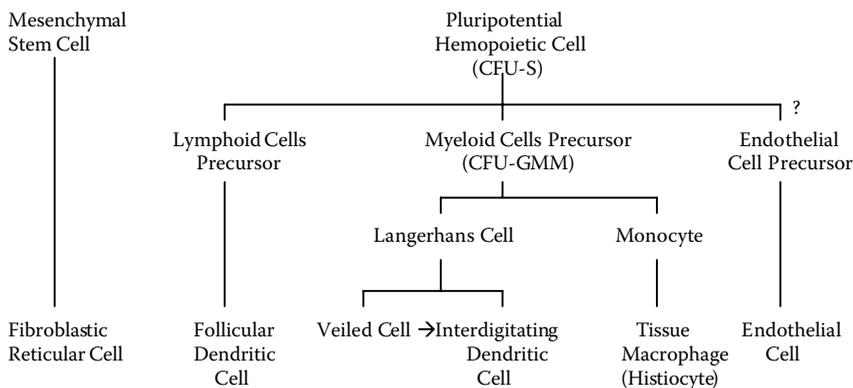 Mesenchymal
Stem Cell
Pluripotential
Hemopoietic Cell
(CFU-S)
?
Lymphoid Cells
Precursor
Myeloid Cells Precursor
(CFU-GMM)
Endothelial
Cell Precursor
Langerhans Cell
Monocyte
Fibroblastic
Reticular Cell
Follicular
Dendritic
Cell
Veiled Cell →Interdigitating
Dendritic
Cell
Tissue
Macrophage
(Histiocyte)
Endothelial
Cell